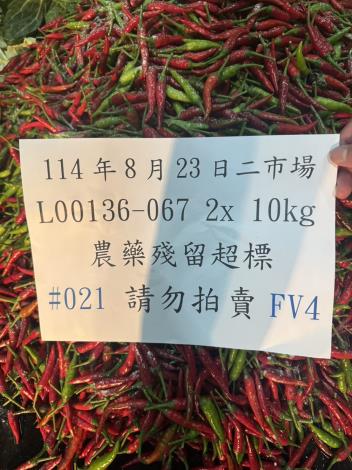 114 年 8 月 23 日二市場
L00136-067 2x 10kg
農藥殘留超標
#021 請勿拍賣 FV4